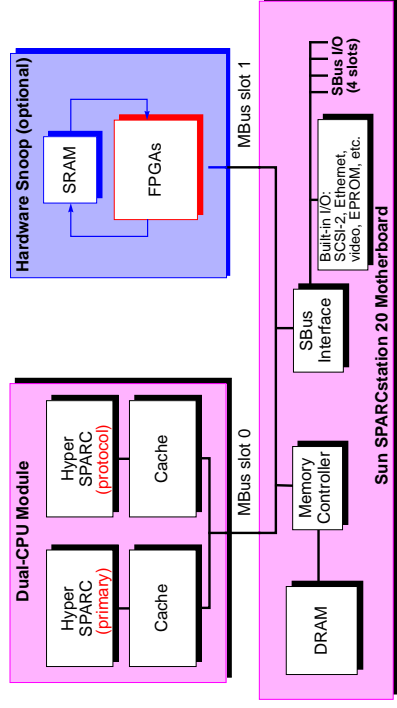 Dual-CPU Module
Hyper
SPARC
(primary)
Cache
Hyper
SPARC
(protocol)
Cache
Hardware Snoop (optional)
SRAM
FPGAs
MBus slot 0
MBus slot 1
DRAM
Memory
Controller
SBus
Interface
Built-in I/O:
SCSI-2, Ethernet,
video, EPROM, etc.
SBus I/O
(4 slots)
Sun SPARCstation 20 Motherboard